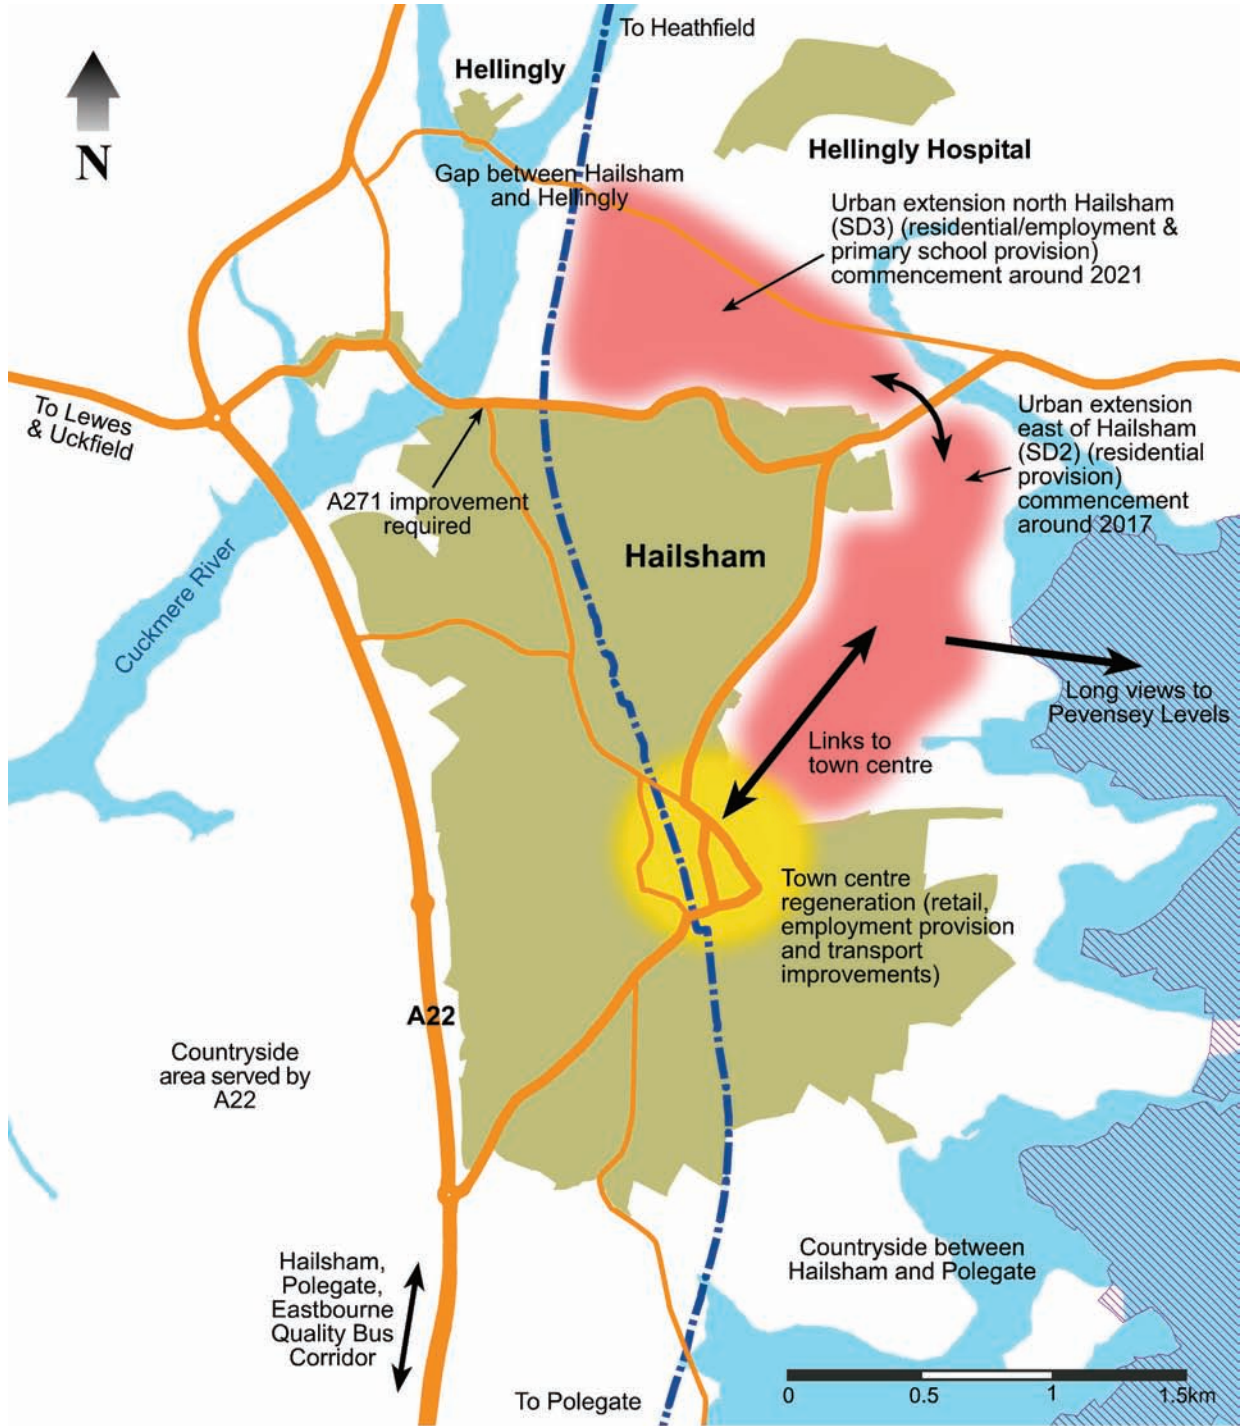 To Heathfield
Hellingly
N
Hellingly Hospital
Gap between Hailsham
and Hellingly
Urban extension north Hailsham
(SD3) (residential/employment &
primary school provision)
commencement around 2021
To Lewes
& Uckfield
Urban extension
east of Hailsham
(SD2) (residential
provision)
commencement
around 2017
A271 improvement
required
Hailsham
Cuckmere River
Long views to
Pevensey Levels
Links to
town centre
Town centre
regeneration (retail,
employment provision
and transport
improvements)
A22
Countryside
area served by
A22
Countryside between
Hailsham and Polegate
Hailsham,
Polegate,
Eastbourne
Quality Bus
Corridor
To Polegate
0 0.5 1 1.5km